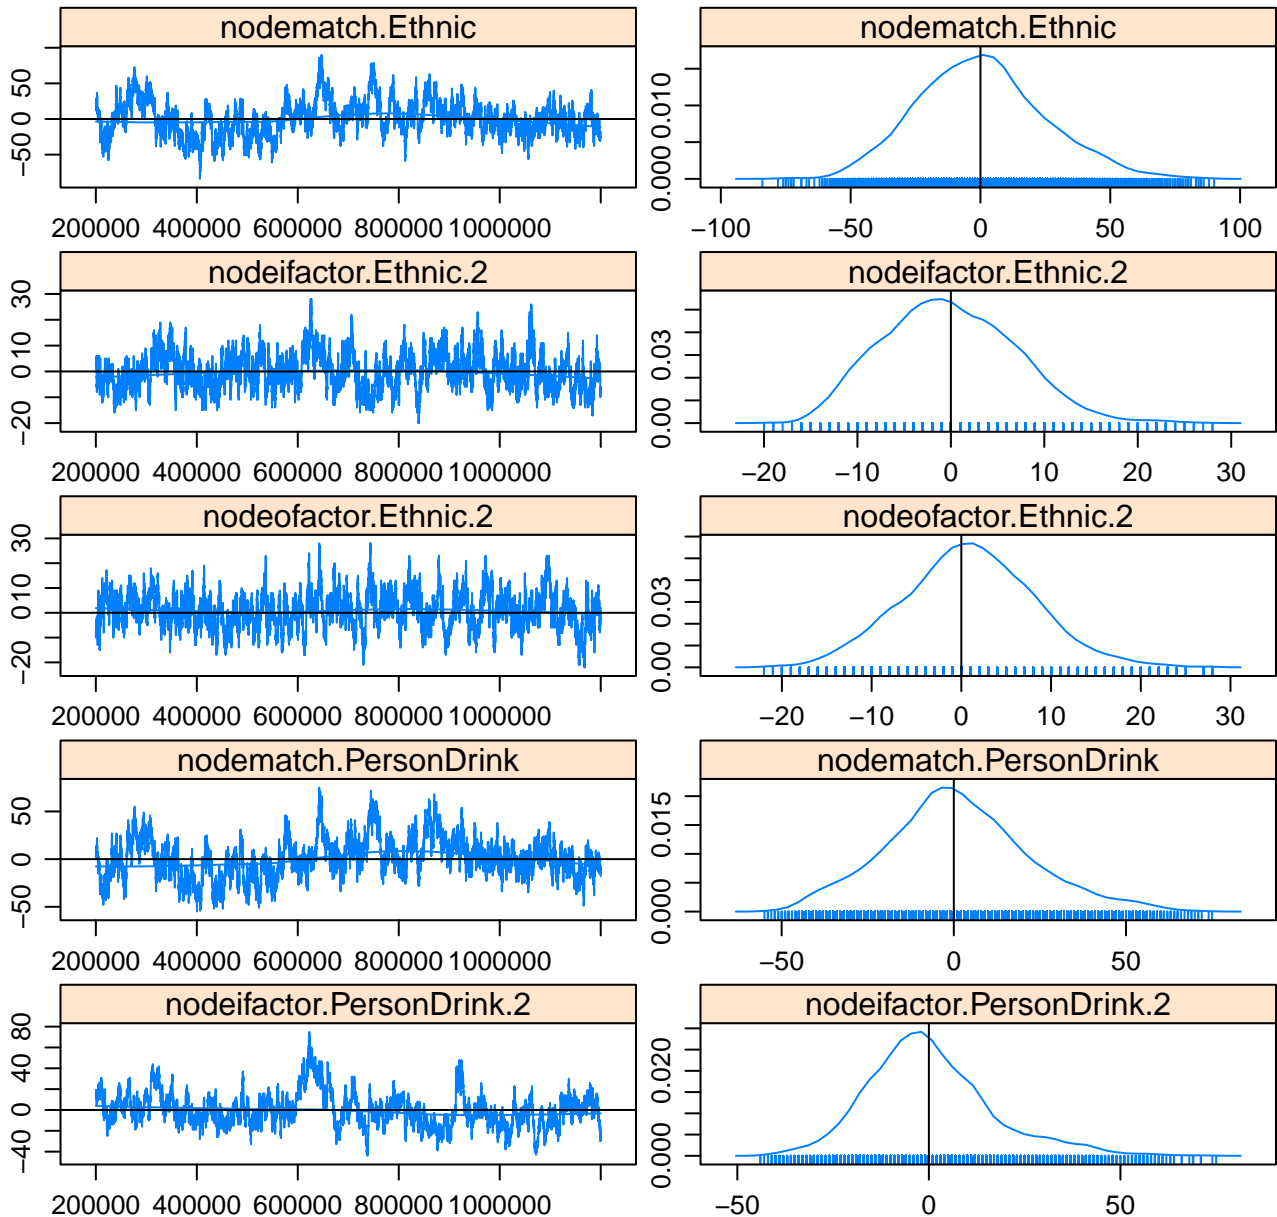 nodematch.Ethnic nodematch.Ethnic
−50 0 50 0.000 0.010
200000 400000 600000 800000 1000000 −100 −50 0 50 100
nodeifactor.Ethnic.2 nodeifactor.Ethnic.2
−20 0 10 30 0.00 0.03
200000 400000 600000 800000 1000000 −20 −10 0 10 20 30
nodeofactor.Ethnic.2 nodeofactor.Ethnic.2
−20 0 10 30 0.00 0.03
200000 400000 600000 800000 1000000 −20 −10 0 10 20 30
nodematch.PersonDrink nodematch.PersonDrink
−50 0 50 0.000 0.015
200000 400000 600000 800000 1000000 −50 0 50
nodeifactor.PersonDrink.2 nodeifactor.PersonDrink.2
−40 0 40 80 0.000 0.020
200000 400000 600000 800000 1000000 −50 0 50